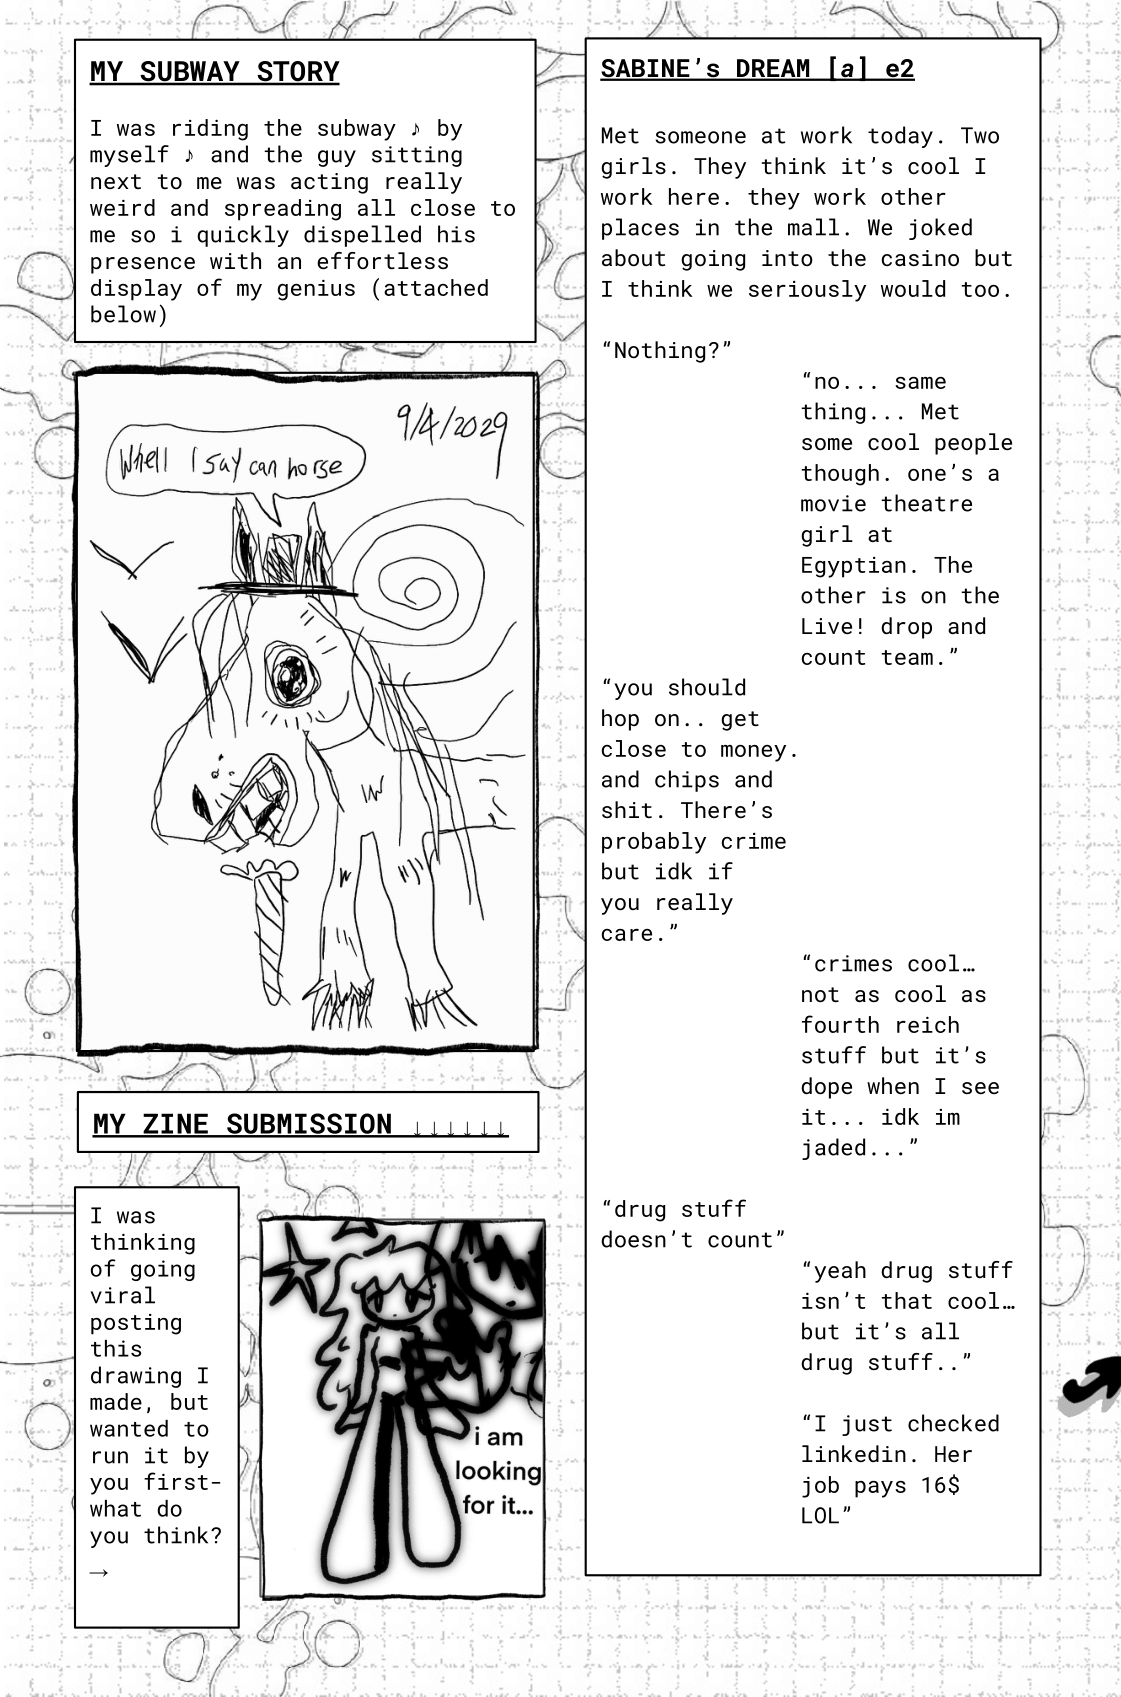 MY SUBWAY STORY
I was riding the subway ♪ by
myself ♪ and the guy sitting
next to me was acting really
weird and spreading all close to
me so i quickly dispelled his
presence with an effortless
display of my genius (attached
below)
9/4/2029
Whell I say can horse
MY ZINE SUBMISSION ↓↓↓↓↓↓
I was
thinking
of going
viral
posting
this
drawing I
made, but
wanted to
run it by
you first–
what do
you think?
→
i am
looking
for it...
SABINE’s DREAM [a] e2
Met someone at work today. Two
girls. They think it’s cool I
work here. they work other
places in the mall. We joked
about going into the casino but
I think we seriously would too.
“Nothing?”
“no... same
thing... Met
some cool people
though. one’s a
movie theatre
girl at
Egyptian. The
other is on the
Live! drop and
count team.”
“you should
hop on.. get
close to money.
and chips and
shit. There’s
probably crime
but idk if
you really
care.”
“crimes cool…
not as cool as
fourth reich
stuff but it’s
dope when I see
it... idk im
jaded...”
“drug stuff
doesn’t count”
“yeah drug stuff
isn’t that cool…
but it’s all
drug stuff..”
“I just checked
linkedin. Her
job pays 16$
LOL”